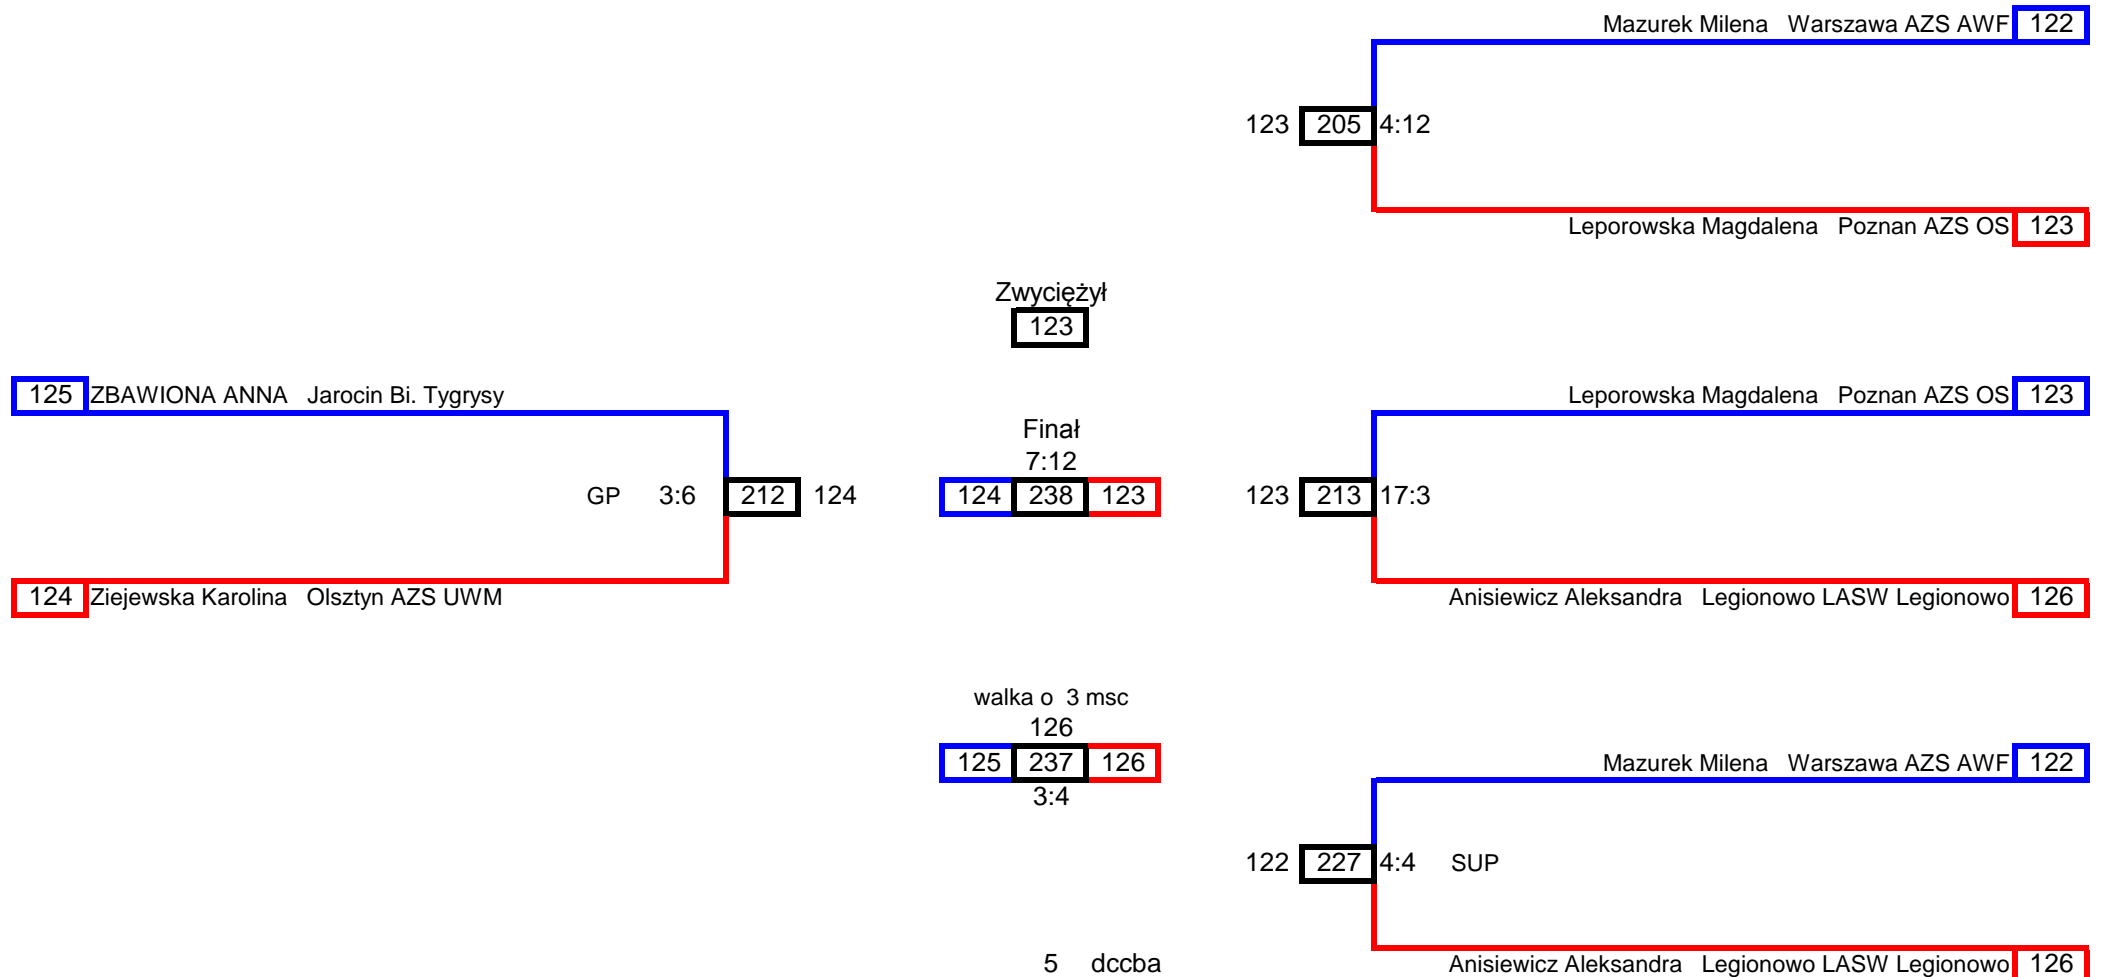 Mazurek Milena Warszawa AZS AWF 122
123 205 4:12
Leporowska Magdalena Poznan AZS OS 123
Zwyciężył
123
125 ZBAWIONA ANNA Jarocin Bi. Tygrysy
Leporowska Magdalena Poznan AZS OS 123
Finał
7:12
GP 3:6 212 124
124 238 123
123 213 17:3
124 Ziejewska Karolina Olsztyn AZS UWM
Anisiewicz Aleksandra Legionowo LASW Legionowo 126
walka o 3 msc
126
125 237 126
3:4
Mazurek Milena Warszawa AZS AWF 122
122 227 4:4 SUP
5 dccba
Anisiewicz Aleksandra Legionowo LASW Legionowo 126